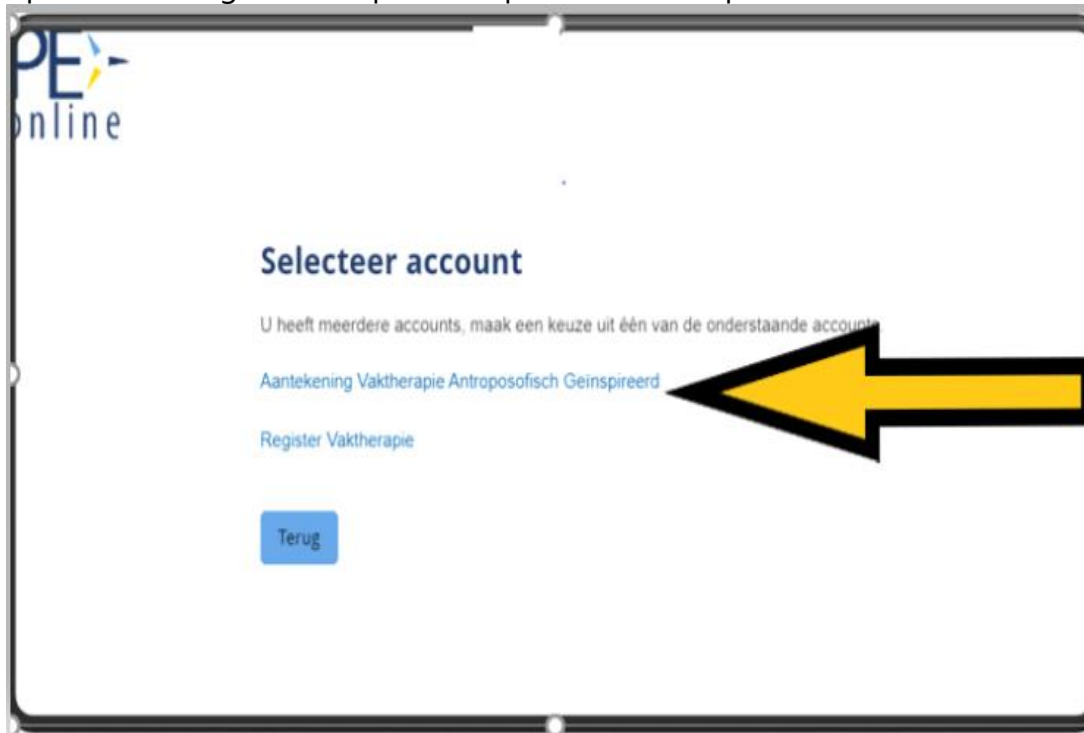 PE
online
Selecteer account
U heeft meerdere accounts, maak een keuze uit één van de onderstaande accounts
Aantekening Vaktherapie Antroposofisch Geïnspireerd
Register Vaktherapie
Terug